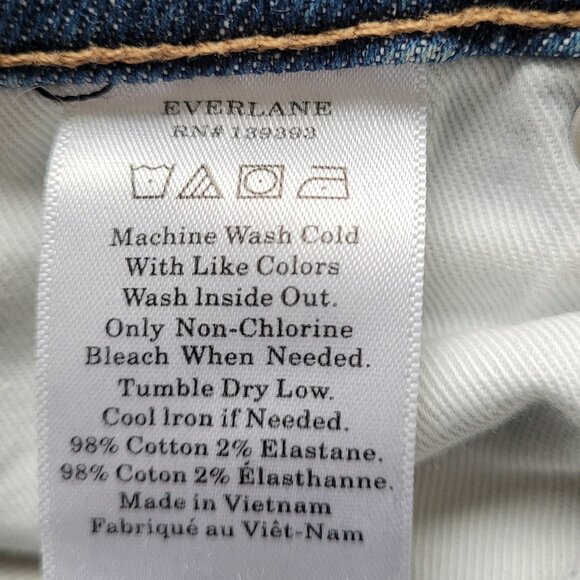 EVERLANE
RN# 139393
Machine Wash Cold
With Like Colors
Wash Inside Out.
Only Non-Chlorine
Bleach When Needed.
Tumble Dry Low.
Cool Iron if Needed.
98% Cotton 2% Elastane.
98% Coton 2% Élasthanne.
Made in Vietnam
Fabriqué au Viêt-Nam